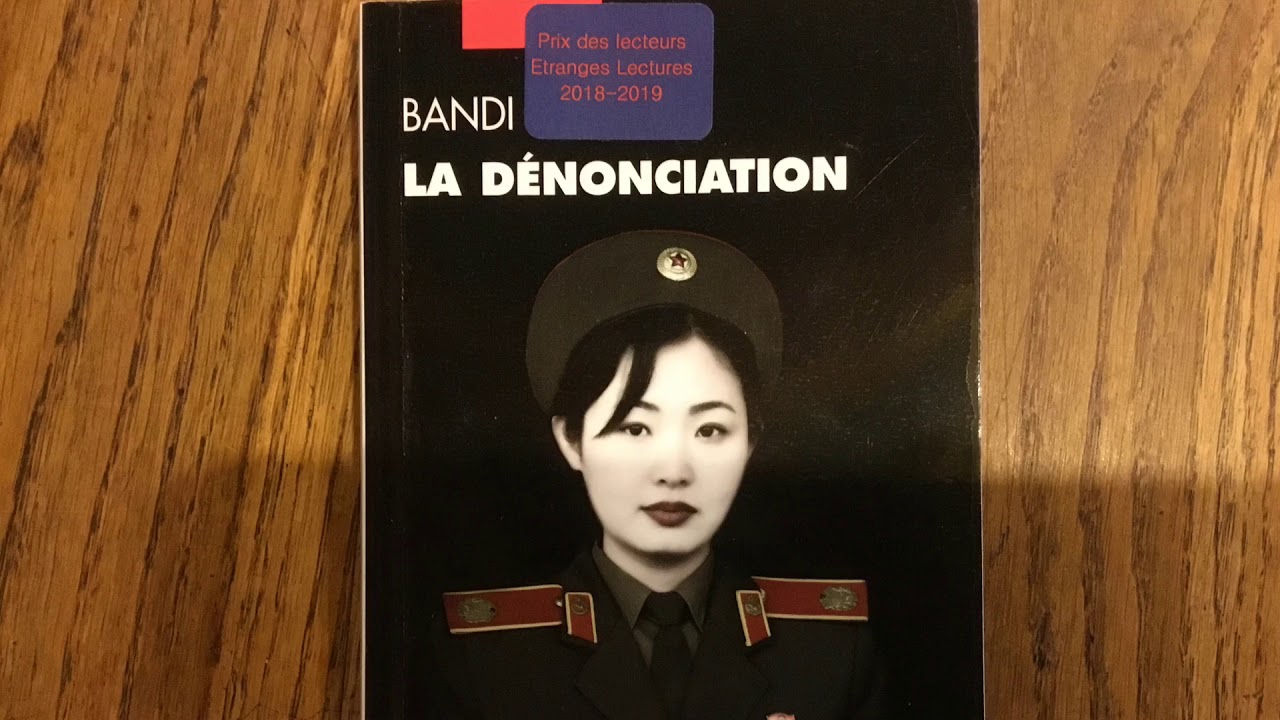 Prix des lecteurs
Etranges Lectures
2018-2019
BANDI
LA DÉNONCIATION